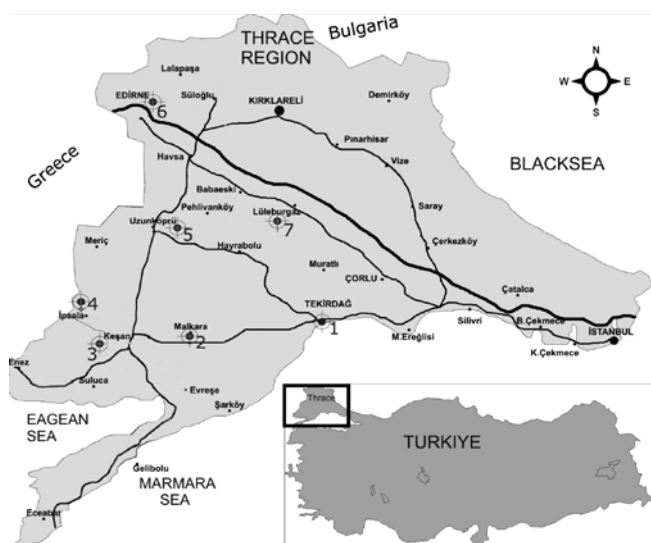 Bulgaria
THRACE
REGION
Lalapaşa
EDİRNE
Süloğlu
6
KIRKLARELİ
Demirköy
N
W
E
S
Greece
Pınarhisar
Havsa
Vize
BLACKSEA
Babaeski
Pehlivanköy
Lüleburgaz
Saray
Uzunköprü
5
7
Meriç
Hayrabolu
Çerkezköy
Muratlı
ÇORLU
Çatalca
4
İpsala
TEKİRDAĞ
1
Silivri
B.Çekmece
İSTANBUL
Malkara
2
M.Ereğlisi
Keşan
3
K.Çekmece
Enez
Suluca
Evreşe
Şarköy
Thrace
EAGEAN
SEA
TURKIYE
Gelibolu
MARMARA
SEA
Eceabat